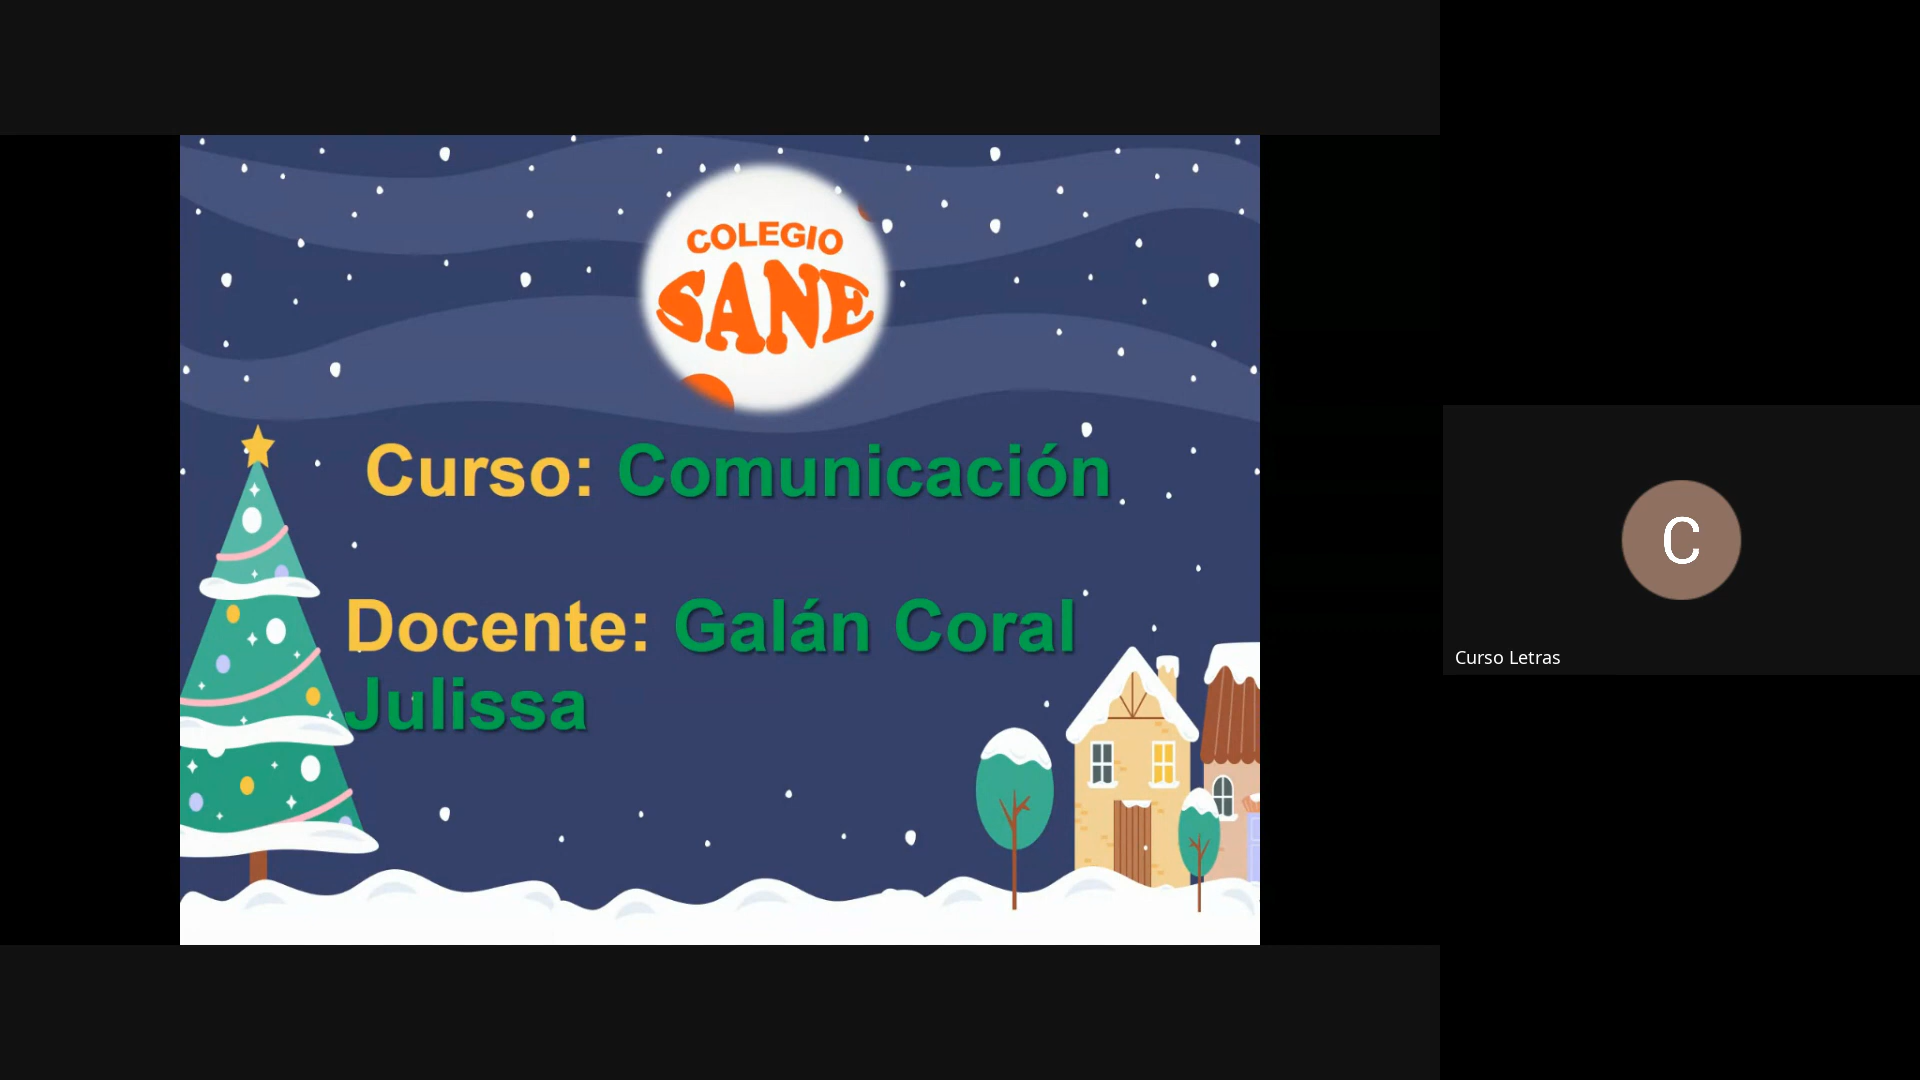 COLEGIO
SANE
Curso: Comunicación
Docente: Galán Coral
Julissa
C
Curso Letras